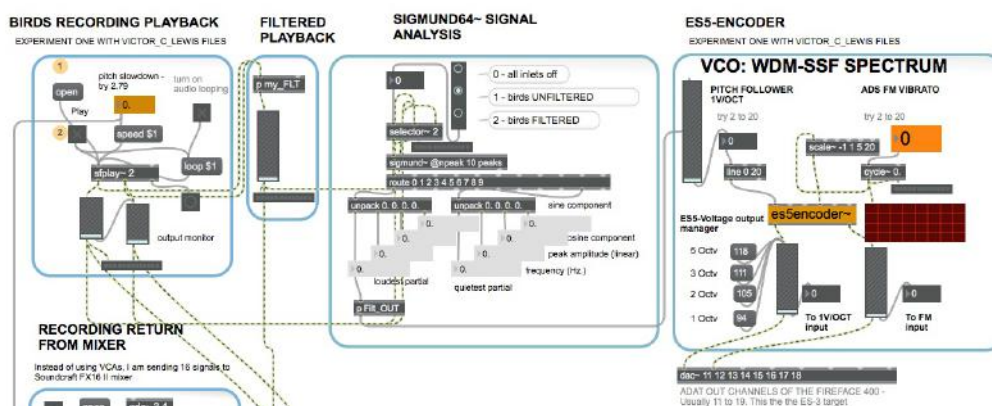 BIRDS RECORDING PLAYBACK
EXPERIMENT ONE WITH VICTOR_C_LEWIS FILES
1
pitch slowdown -
try 2.79
turn on
audio looping
open
0.
Play
2
speed $1
loop $1
sfplay~ 2
output monitor
FILTERED
PLAYBACK
p my_FLT
SIGMUND64~ SIGNAL
ANALYSIS
0
0 - all inlets off
1 - birds UNFILTERED
2 - birds FILTERED
selector~ 2
sigmund~ @npeak 10 peaks
route 0 1 2 3 4 5 6 7 8 9
unpack 0. 0. 0. 0.
unpack 0. 0. 0. 0.
sine component
0.
0.
0.
0.
0.
0.
0.
0.
cosine component
peak amplitude (linear)
frequency (Hz.)
loudest partial
quietest partial
p Filt_OUT
ES5-ENCODER
EXPERIMENT ONE WITH VICTOR_C_LEWIS FILES
VCO: WDM-SSF SPECTRUM
PITCH FOLLOWER
1V/OCT
try 2 to 20
ADS FM VIBRATO
try 2 to 20
0
0
scale~ -1 1 5 20
line 0 20
cycle~ 0.
ES5-Voltage output
manager
es5encoder~
5 Octv
118
3 Octv
111
2 Octv
105
1 Octv
94
0
0
To 1V/OCT
input
To FM
input
dac~ 11 12 13 14 15 16 17 18
ADAT OUT CHANNELS OF THE FIREFACE 400 -
Usually 11 to 19. This the the ES-3 target
RECORDING RETURN
FROM MIXER
Instead of using VCAs, I am sending 16 signals to
Soundcraft FX16 II mixer